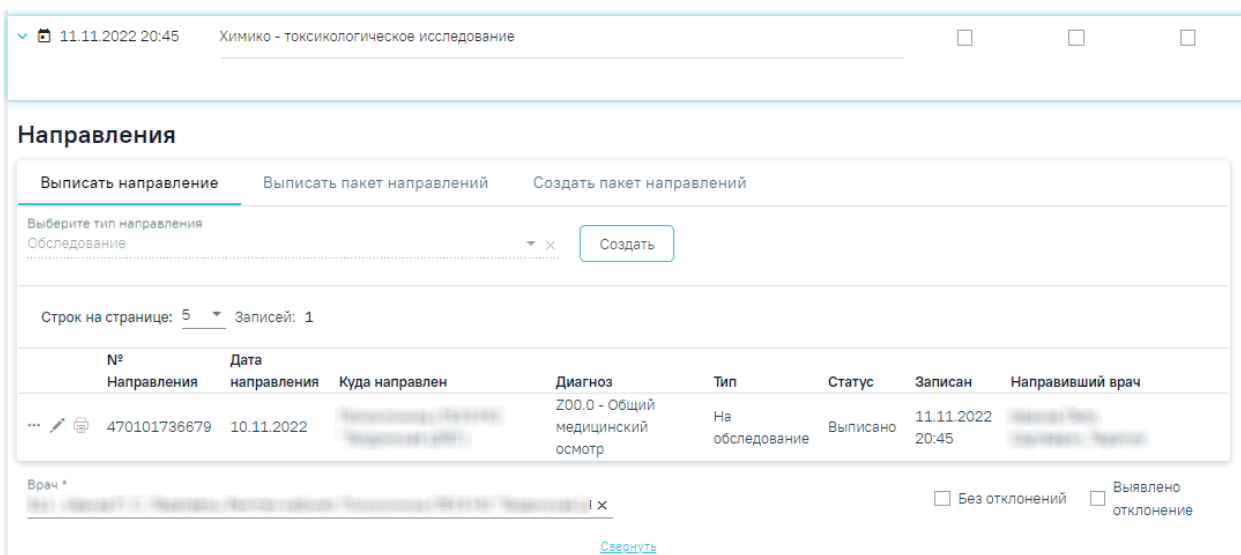 11.11.2022 20:45 Химико - токсикологическое исследование
Направления
Выписать направление Выписать пакет направлений Создать пакет направлений
Выберите тип направления
Обследование
Создать
Строк на странице: 5 Записей: 1
№ Направления Дата направления Куда направлен Диагноз Тип Статус Записан Направивший врач
470101736679 10.11.2022 Z00.0 - Общий медицинский осмотр На обследование Выписано 11.11.2022 20:45
Врач *
Без отклонений Выявлено отклонение
Свернуть